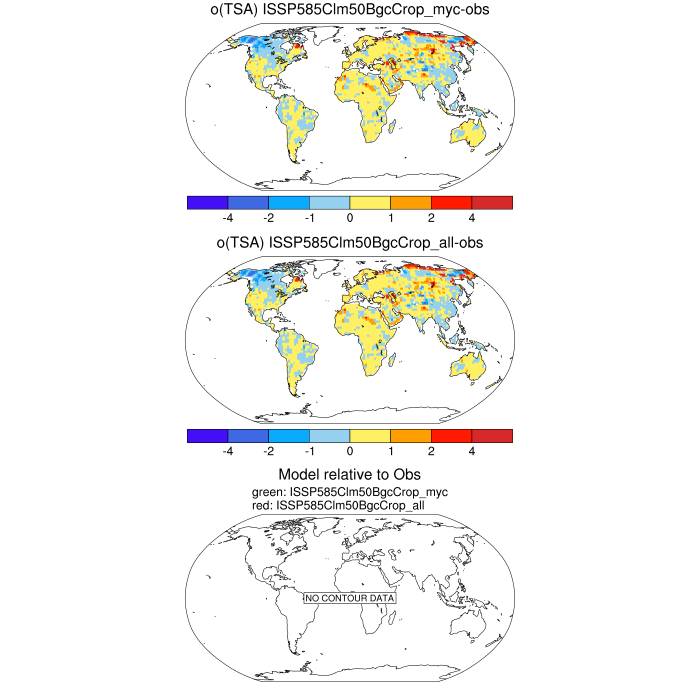 σ(TSA) ISSP585Clm50BgcCrop_myc-obs
-4 -2 -1 0 1 2 4
σ(TSA) ISSP585Clm50BgcCrop_all-obs
-4 -2 -1 0 1 2 4
Model relative to Obs
green: ISSP585Clm50BgcCrop_myc
red: ISSP585Clm50BgcCrop_all
NO CONTOUR DATA